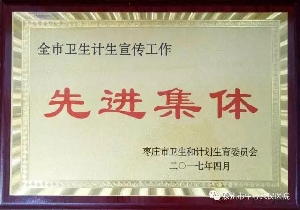 全市卫生计生宣传工作
先进集体
枣庄市卫生和计划生育委员会
二〇一七年四月